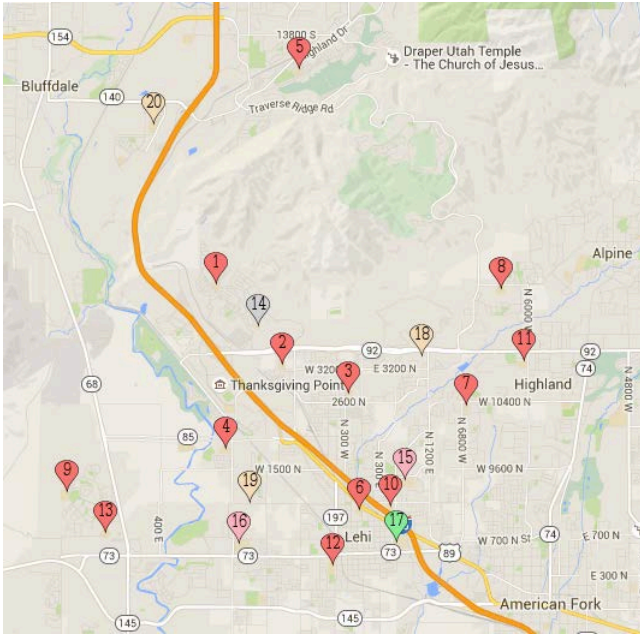 154
13800 S
Highland Dr
5
Draper Utah Temple
- The Church of Jesus...
Bluffdale
140
20
Traverse Ridge Rd
1
8
Alpine
14
N 6000 W
2
18
11
92
92
W 3200
E 3200 N
3
74
N 4800 W
68
Thanksgiving Point
7
Highland
2600 N
W 10400 N
4
85
N 300 W
N 300
N 1200 E
N 6800 W
15
W 9600 N
9
W 1500 N
19
6
10
13
400 E
16
197
17
74
73
73
12
Lehi
73
89
W 700 N
St
E 700 N
E 300 N
145
145
American Fork